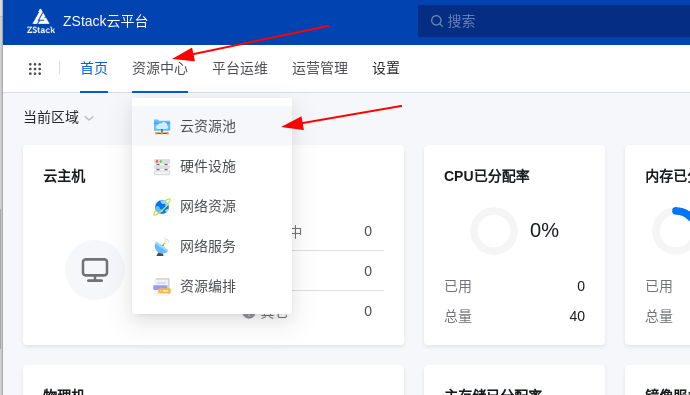 ZStack
ZStack云平台
搜索
首页 资源中心 平台运维 运营管理 设置
当前区域
云资源池
硬件设施
网络资源
网络服务
资源编排
云主机
中 0
0
0
CPU已分配率
0%
已用 0
总量 40
内存已
已用
总量
物理机
主存储已分配率
镜像服